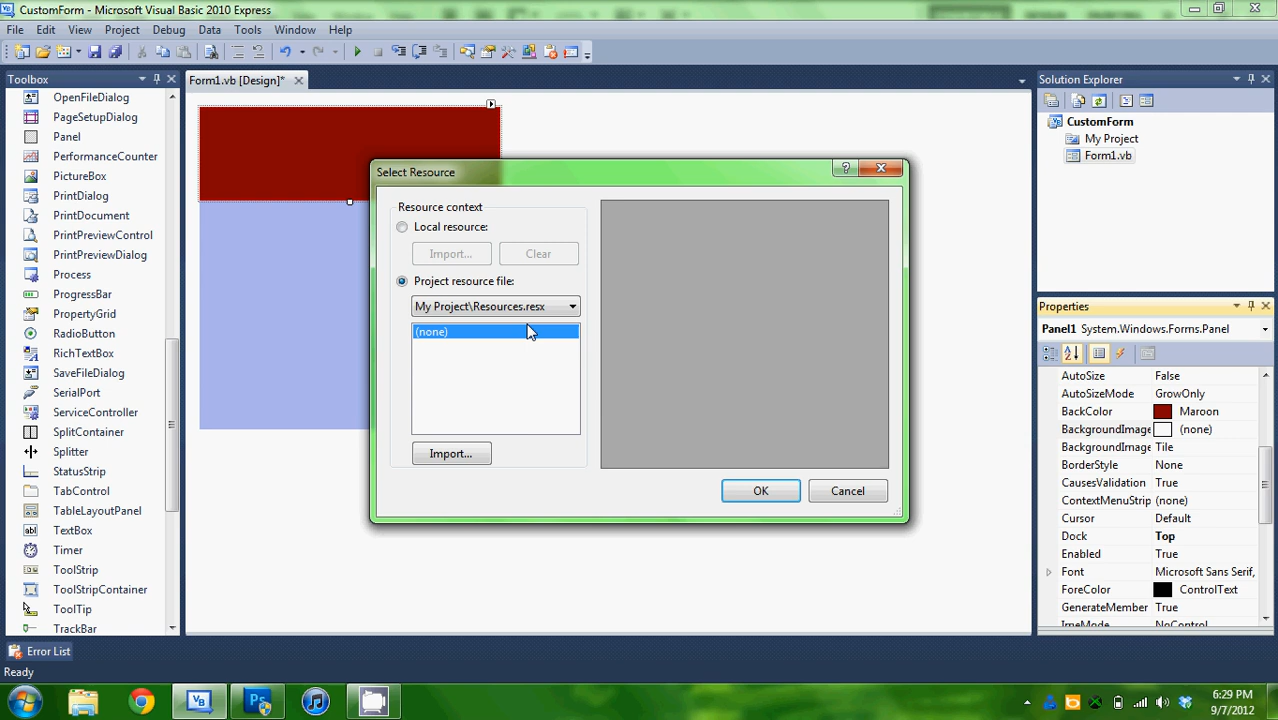 CustomForm - Microsoft Visual Basic 2010 Express
File Edit View Project Debug Data Tools Window Help
Toolbox
OpenFileDialog
PageSetupDialog
Panel
PerformanceCounter
PictureBox
PrintDialog
PrintDocument
PrintPreviewControl
PrintPreviewDialog
Process
ProgressBar
PropertyGrid
RadioButton
RichTextBox
SaveFileDialog
SerialPort
ServiceController
SplitContainer
Splitter
StatusStrip
TabControl
TableLayoutPanel
TextBox
Timer
ToolStrip
ToolStripContainer
ToolTip
TrackBar
Form1.vb [Design]*
Select Resource
Resource context
Local resource:
Import... Clear
Project resource file:
My Project\Resources.resx
(none)
Import...
OK Cancel
Solution Explorer
CustomForm
My Project
Form1.vb
Properties
Panel1 System.Windows.Forms.Panel
AutoSize False
AutoSizeMode GrowOnly
BackColor Maroon
BackgroundImage (none)
BackgroundImage Tile
BorderStyle None
CausesValidation True
ContextMenuStrip (none)
Cursor Default
Dock Top
Enabled True
Font Microsoft Sans Serif,
ForeColor ControlText
GenerateMember True
ImeMode NoControl
Error List
Ready
VB
Ps
6:29 PM
9/7/2012